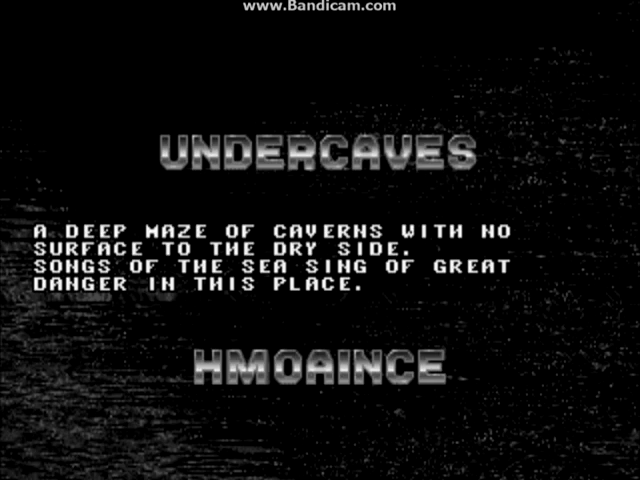 www.Bandicam.com
UNDERCAVES
A DEEP MAZE OF CAVERNS WITH NO
SURFACE TO THE DRY SIDE.
SONGS OF THE SEA SING OF GREAT
DANGER IN THIS PLACE.
HMOAINCE